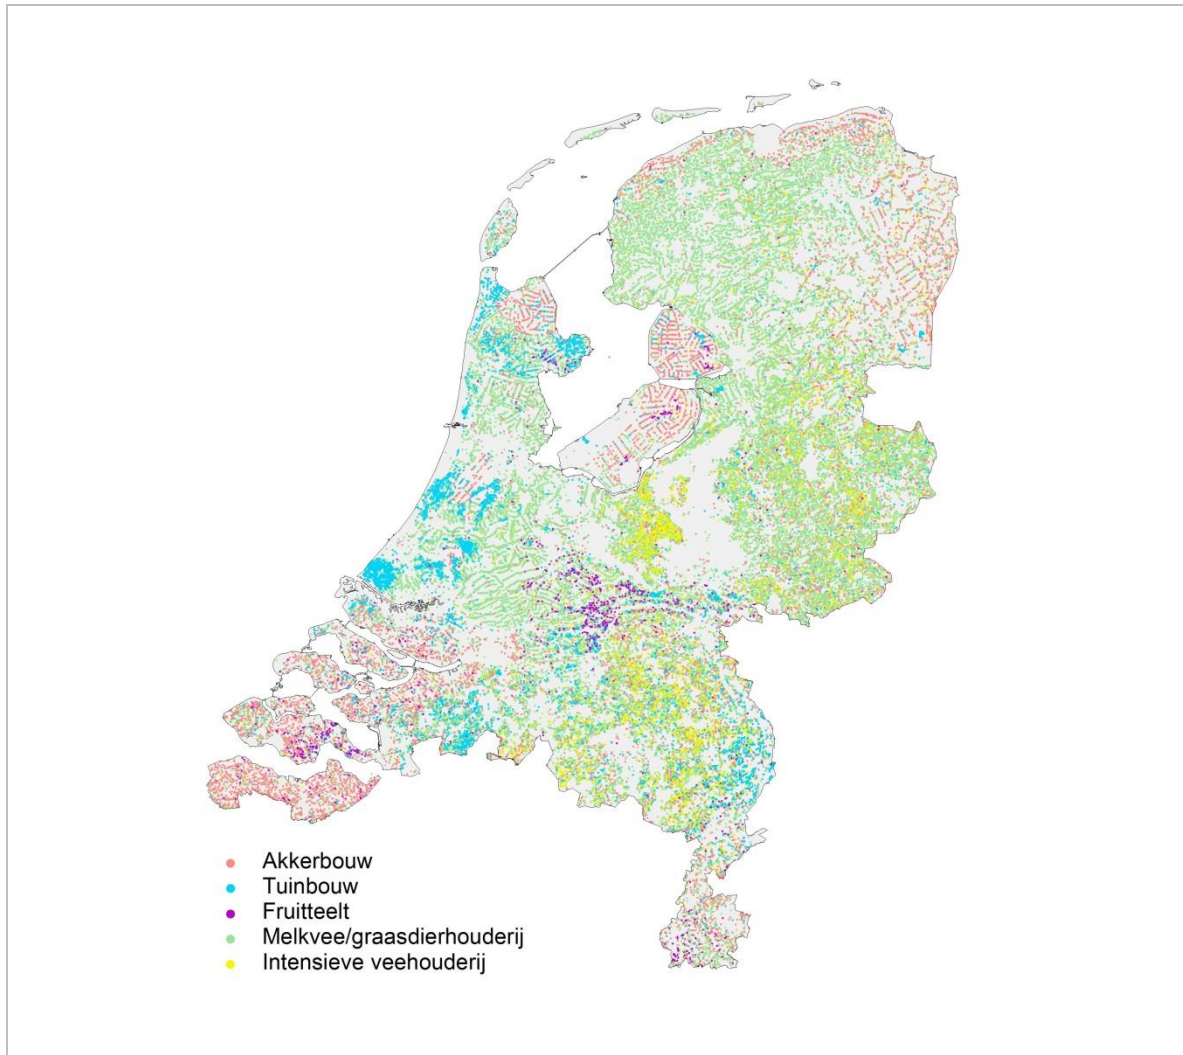 Akkerbouw
Tuinbouw
Fruitteelt
Melkvee/graasdierhouderij
Intensieve veehouderij